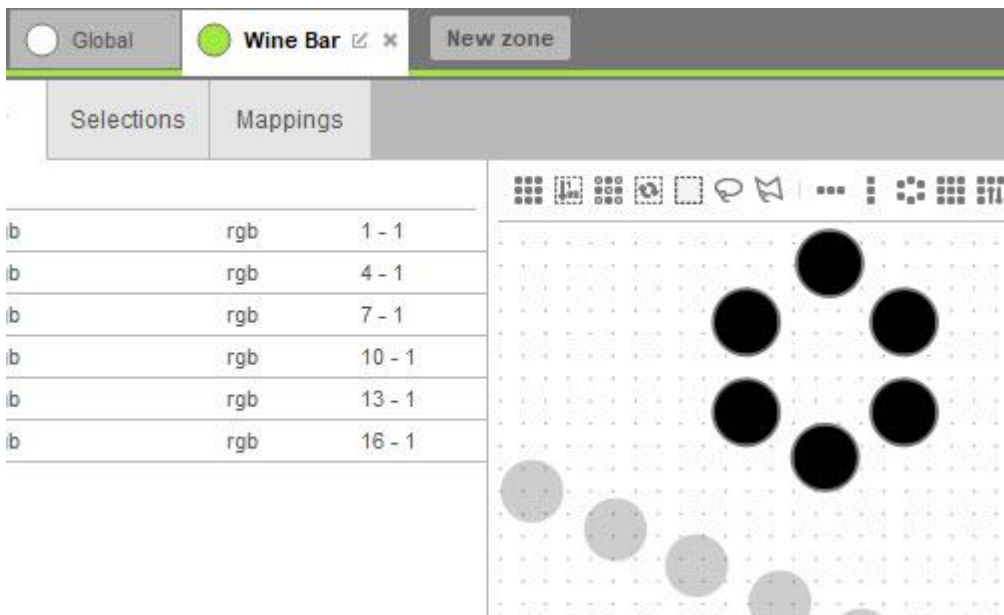 Global
Wine Bar
New zone
Selections
Mappings
rgb 1 - 1
rgb 4 - 1
rgb 7 - 1
rgb 10 - 1
rgb 13 - 1
rgb 16 - 1